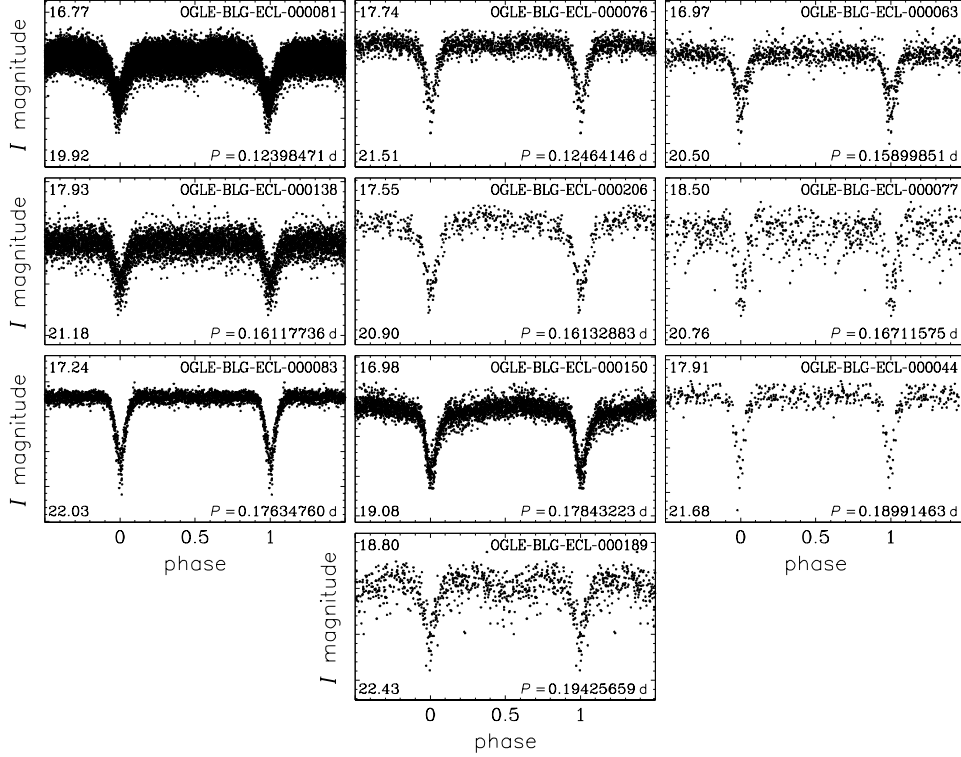 16.77 OGLE-BLG-ECL-000081
19.92 P = 0.12398471 d
17.74 OGLE-BLG-ECL-000076
21.51 P = 0.12464146 d
16.97 OGLE-BLG-ECL-000063
20.50 P = 0.15899851 d
I magnitude
17.93 OGLE-BLG-ECL-000138
21.18 P = 0.16117736 d
17.55 OGLE-BLG-ECL-000206
20.90 P = 0.16132883 d
18.50 OGLE-BLG-ECL-000077
20.76 P = 0.16711575 d
I magnitude
17.24 OGLE-BLG-ECL-000083
22.03 P = 0.17634760 d
16.98 OGLE-BLG-ECL-000150
19.08 P = 0.17843223 d
17.91 OGLE-BLG-ECL-000044
21.68 P = 0.18991463 d
I magnitude
0 1
phase
0 1
phase
18.80 OGLE-BLG-ECL-000189
22.43 P = 0.19425659 d
I magnitude
0 0.5 1
phase